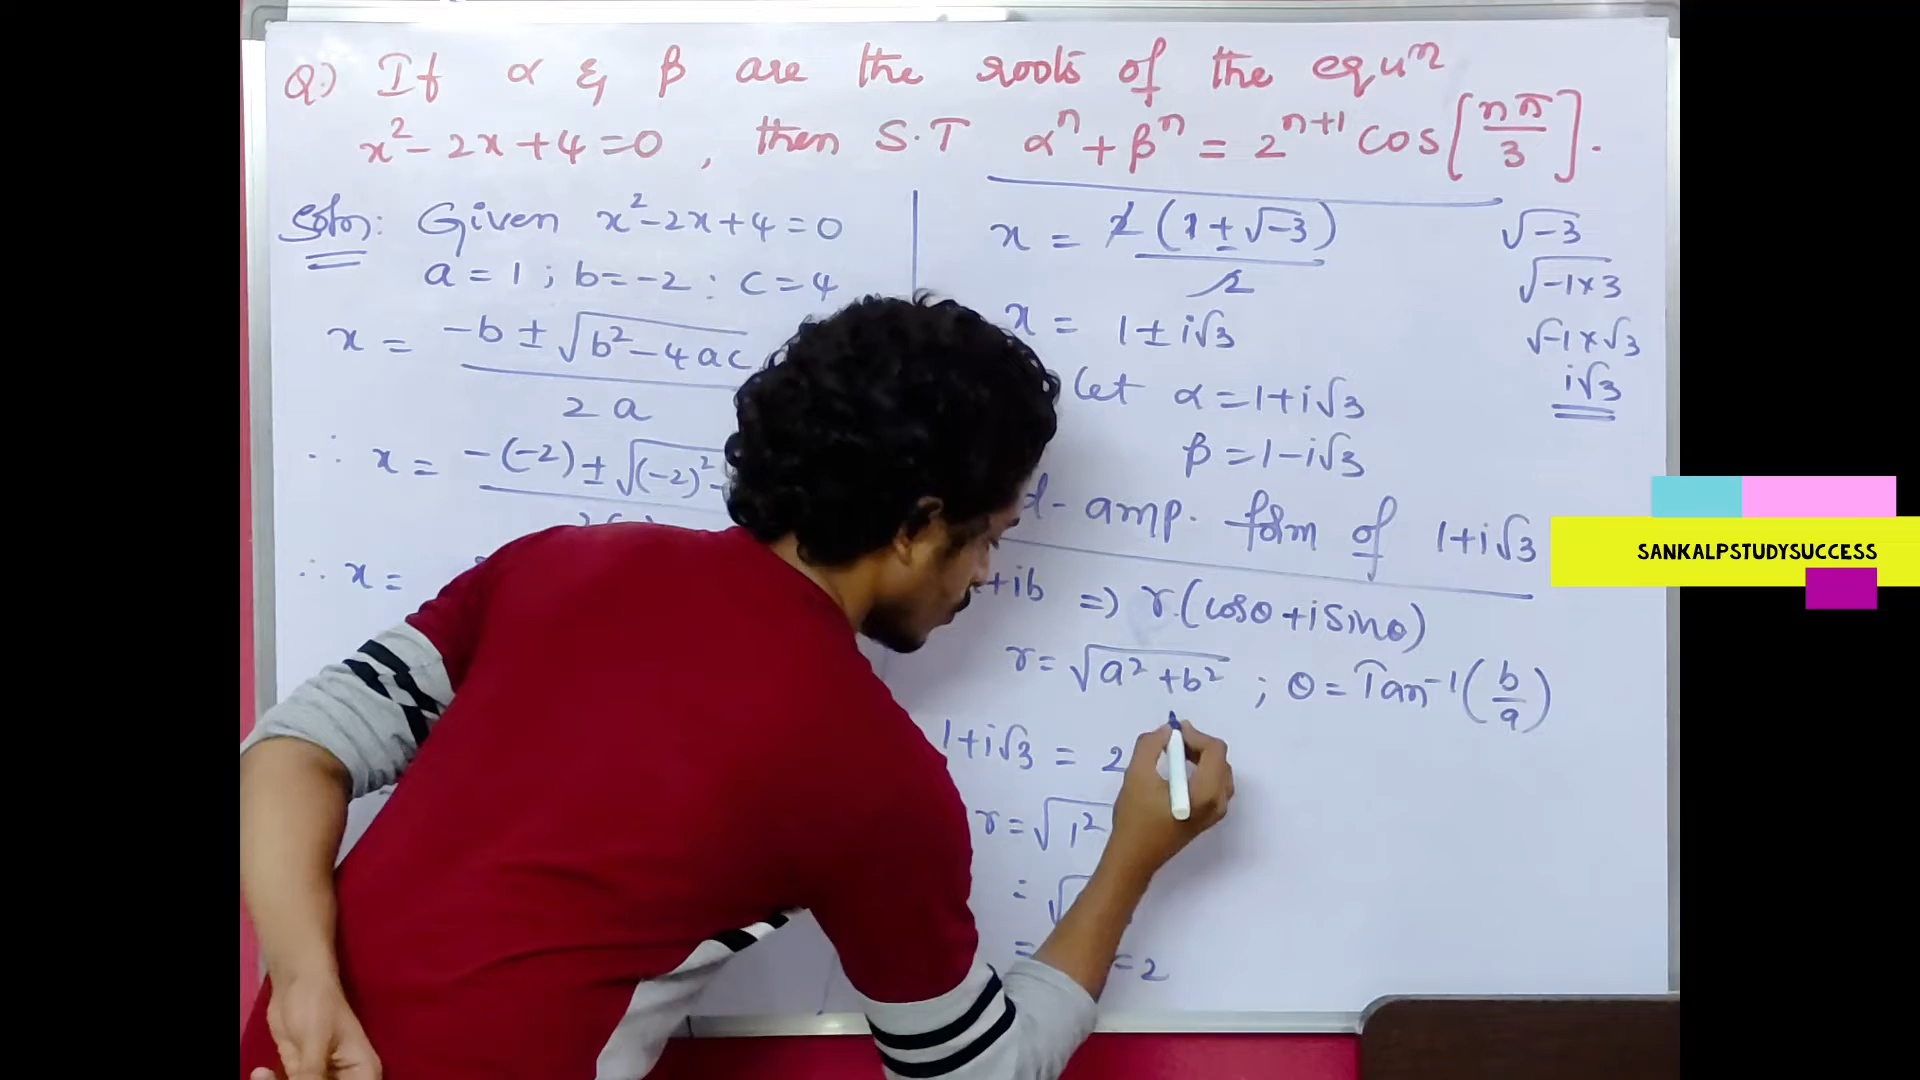 Q:) If α & β are the roots of the equⁿ
x² - 2x + 4 = 0 , then S.T αⁿ + βⁿ = 2ⁿ⁺¹ cos[nπ/3].
Soln: Given x² - 2x + 4 = 0
a = 1 ; b = -2 : c = 4
x = -b ± √b² - 4ac
2a
∴ x = -(-2) ± √(-2)²
∴ x =
x = 2(1 ± √-3)
2
x = 1 ± i√3
Let α = 1 + i√3
β = 1 - i√3
amp. form of 1 + i√3
+ib => r.(cosθ + i sinθ)
r = √a² + b² ; θ = Tan⁻¹(b/a)
1 + i√3 = 2
r = √1²
= √
=
= 2
√-3
√-1×3
√-1 × √3
i√3
SANKALPSTUDYSUCCESS